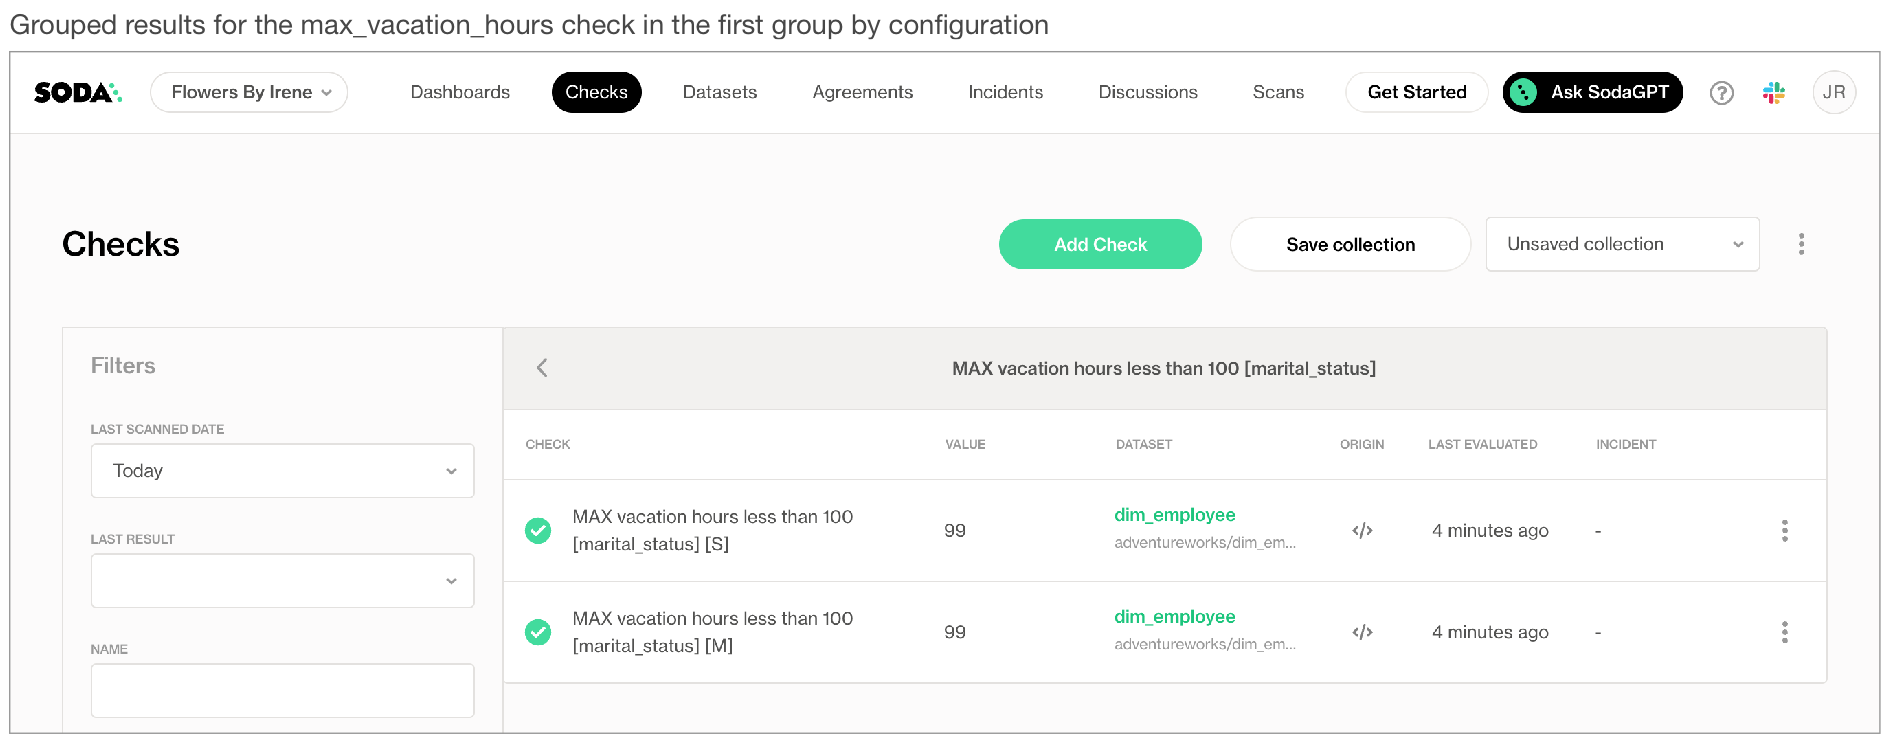 Grouped results for the max_vacation_hours check in the first group by configuration
SODA
Flowers By Irene
Dashboards
Checks
Datasets
Agreements
Incidents
Discussions
Scans
Get Started
Ask SodaGPT
?
JR
Checks
Add Check
Save collection
Unsaved collection
Filters
LAST SCANNED DATE
Today
LAST RESULT
NAME
MAX vacation hours less than 100 [marital_status]
CHECK
VALUE
DATASET
ORIGIN
LAST EVALUATED
INCIDENT
MAX vacation hours less than 100
[marital_status] [S]
99
dim_employee
adventureworks/dim_em...
</>
4 minutes ago
-
MAX vacation hours less than 100
[marital_status] [M]
99
dim_employee
adventureworks/dim_em...
</>
4 minutes ago
-